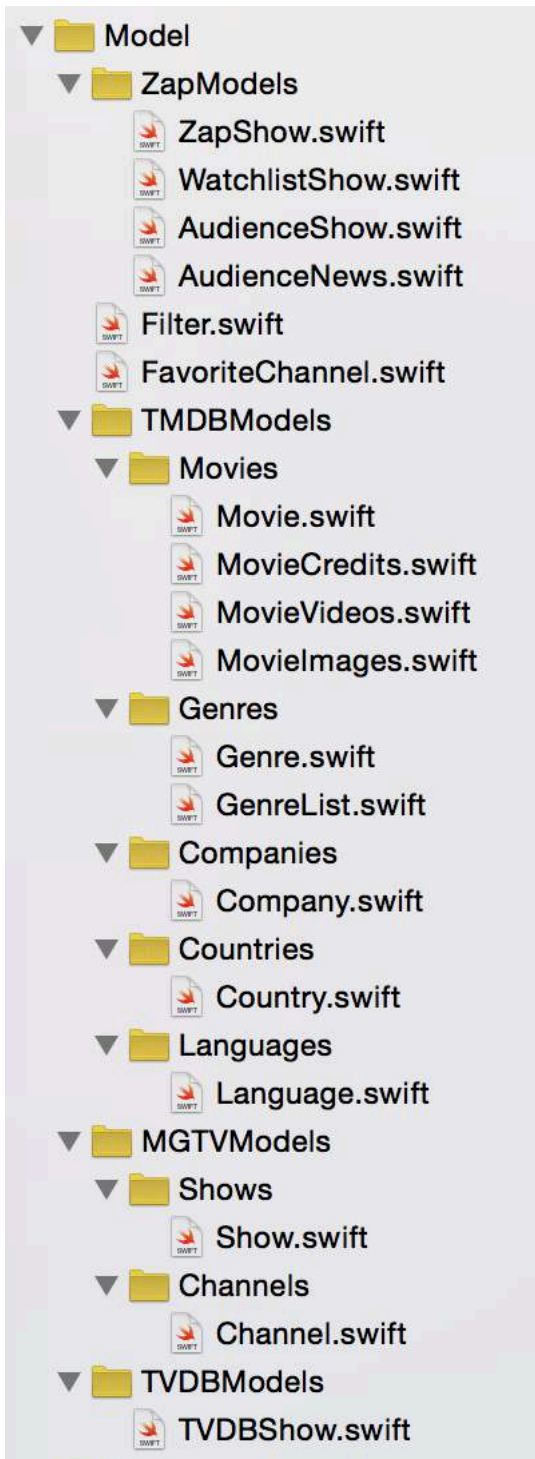 Model
ZapModels
ZapShow.swift
WatchlistShow.swift
AudienceShow.swift
AudienceNews.swift
Filter.swift
FavoriteChannel.swift
TMDBModels
Movies
Movie.swift
MovieCredits.swift
MovieVideos.swift
MovieImages.swift
Genres
Genre.swift
GenreList.swift
Companies
Company.swift
Countries
Country.swift
Languages
Language.swift
MGTVModels
Shows
Show.swift
Channels
Channel.swift
TVDBModels
TVDBShow.swift